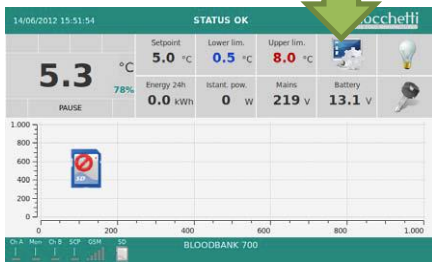 14/06/2012 15:51:54 STATUS OK occhetti
Setpoint Lower lim. Upper lim.
5.0 °C 0.5 °C 8.0 °C
5.3 °C
78%
PAUSE
Energy 24h Istant. pow. Mains Battery
0.0 kWh 0 W 219 V 13.1 V
1.000
800
600
400
200
0
SD
0 200 400 600 800 1.000
Ch A Mon Ch B SCP GSM SD
BLOODBANK 700